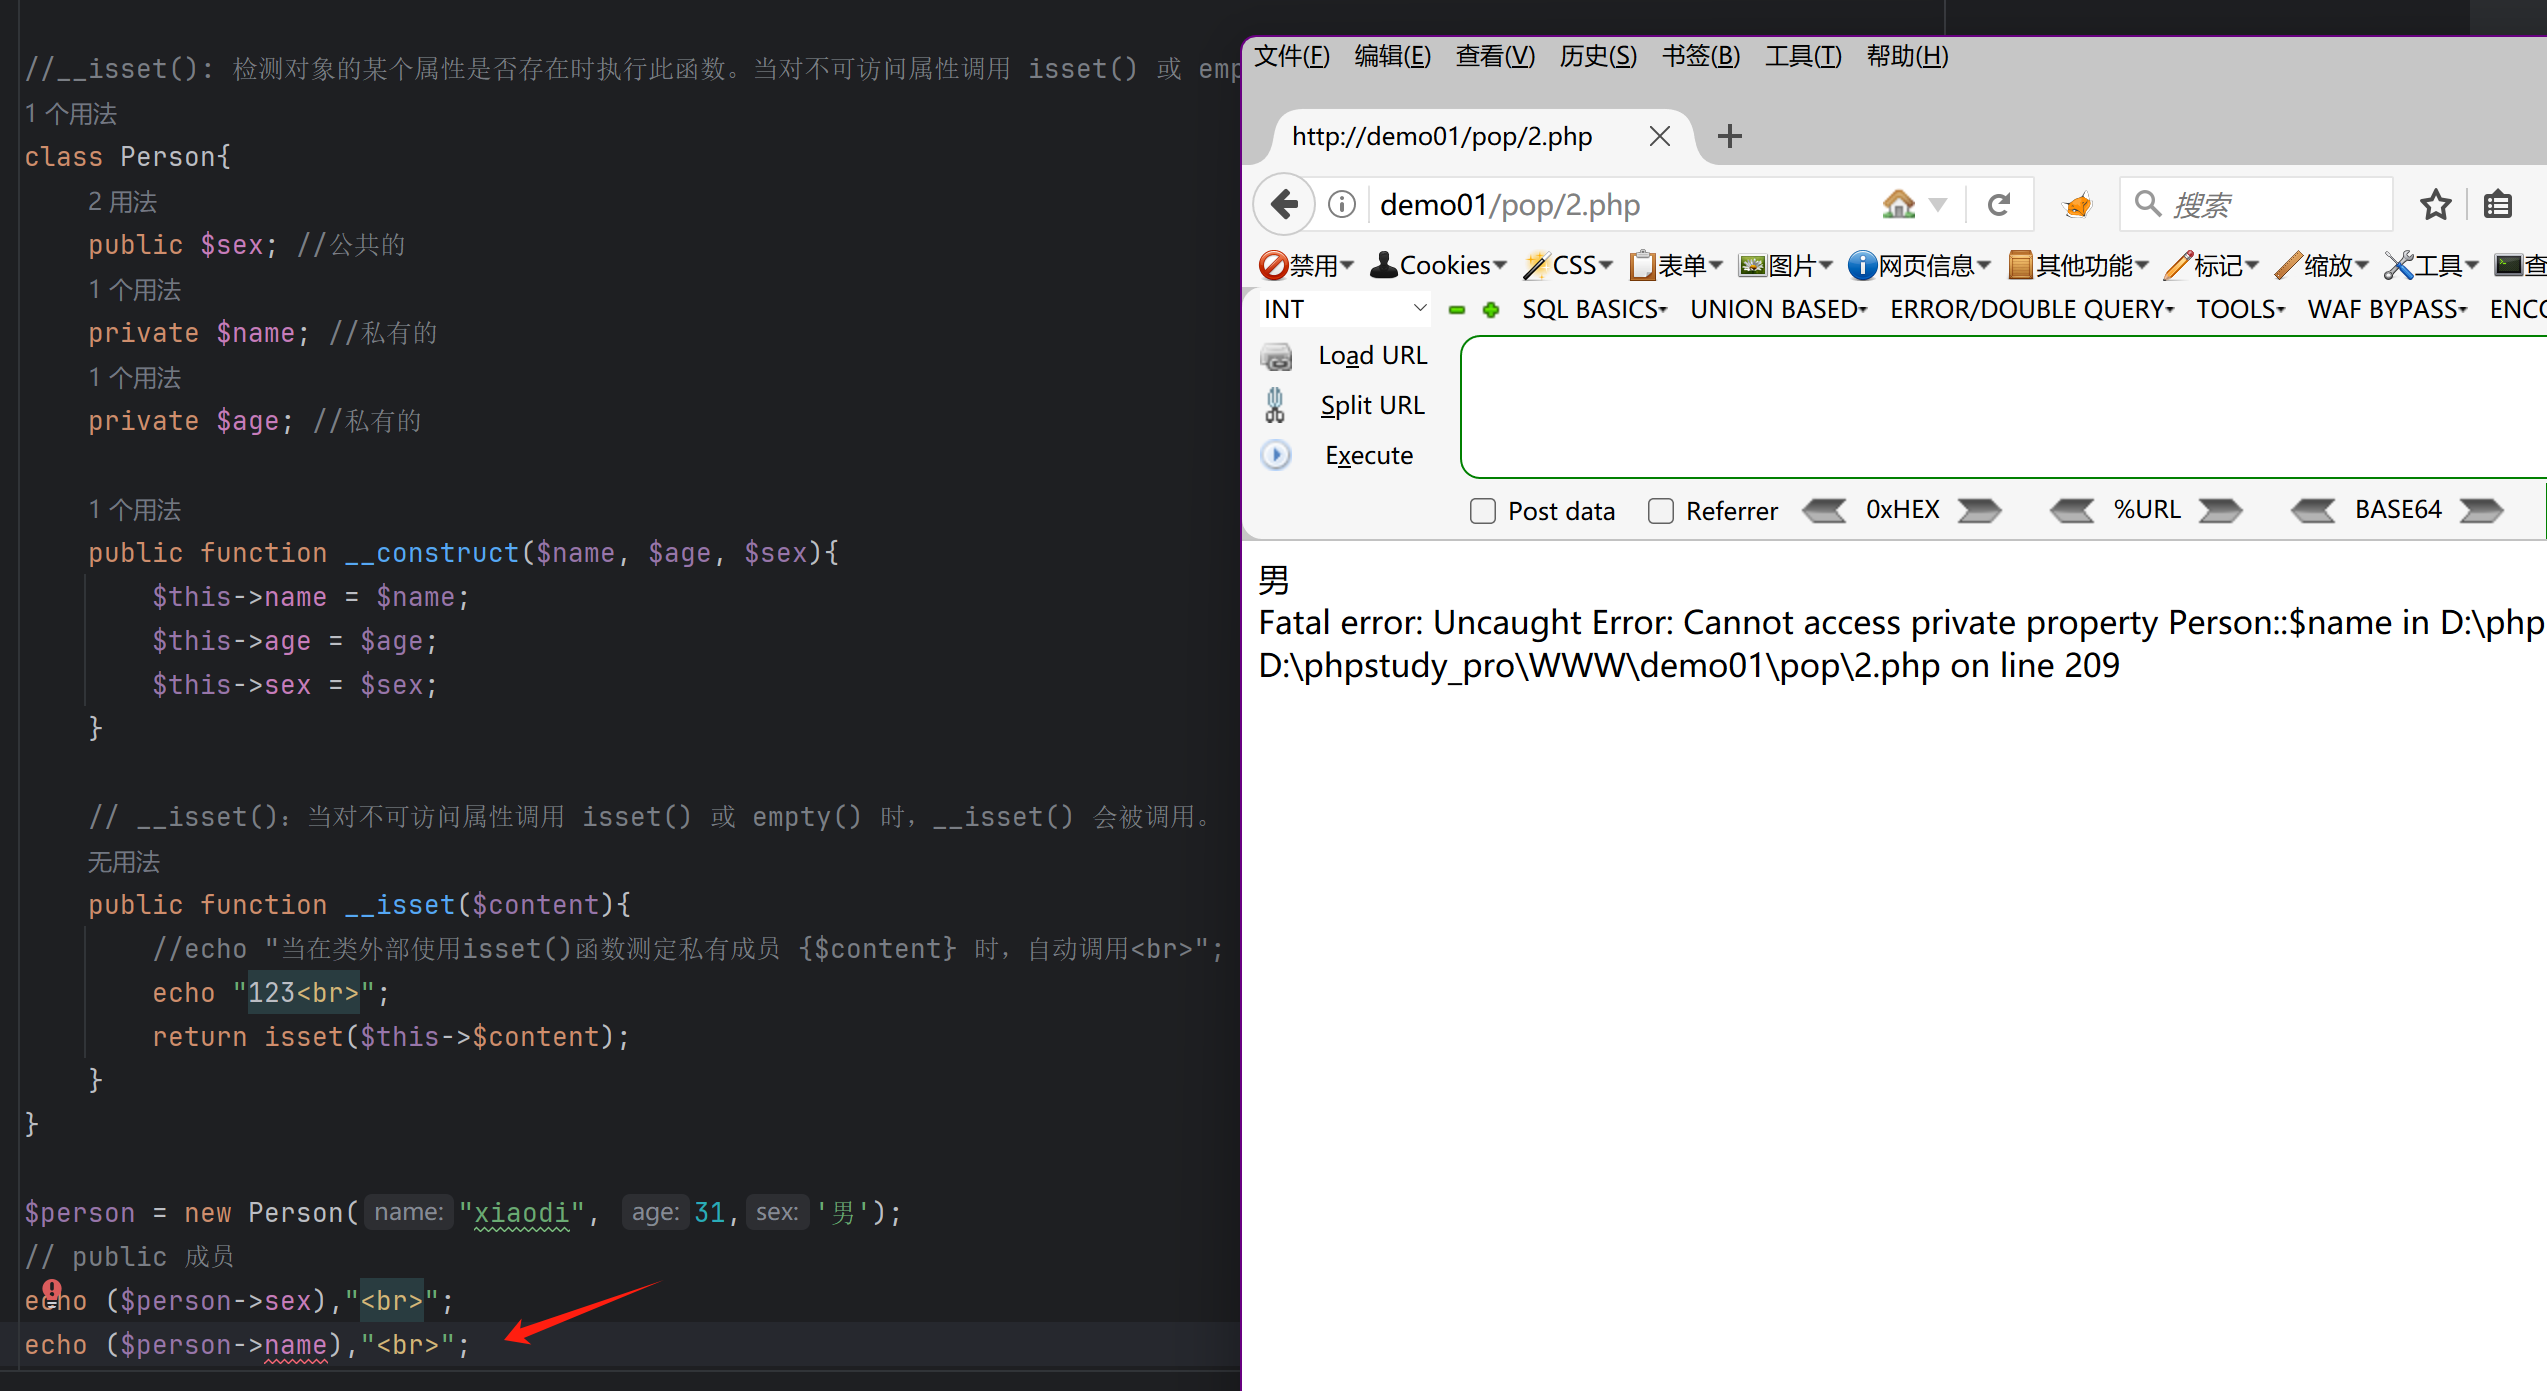 //__isset(): 检测对象的某个属性是否存在时执行此函数。当对不可访问属性调用 isset() 或 emp
1 个用法
class Person{
2 用法
public $sex; //公共的
1 个用法
private $name; //私有的
1 个用法
private $age; //私有的
1 个用法
public function __construct($name, $age, $sex){
$this->name = $name;
$this->age = $age;
$this->sex = $sex;
}
// __isset()：当对不可访问属性调用 isset() 或 empty() 时，__isset() 会被调用。
无用法
public function __isset($content){
//echo "当在类外部使用isset()函数测定私有成员 {$content} 时，自动调用<br>";
echo "123<br>";
return isset($this->$content);
}
}
$person = new Person( name: "xiaodi", age: 31, sex: '男');
// public 成员
echo ($person->sex),"<br>";
echo ($person->name),"<br>";
文件(F) 编辑(E) 查看(V) 历史(S) 书签(B) 工具(T) 帮助(H)
http://demo01/pop/2.php
demo01/pop/2.php 搜索
禁用 Cookies CSS 表单 图片 网页信息 其他功能 标记 缩放 工具 查
INT SQL BASICS UNION BASED ERROR/DOUBLE QUERY TOOLS WAF BYPASS ENCO
Load URL
Split URL
Execute
Post data Referrer 0xHEX %URL BASE64
男
Fatal error: Uncaught Error: Cannot access private property Person::$name in D:\php
D:\phpstudy_pro\WWW\demo01\pop\2.php on line 209